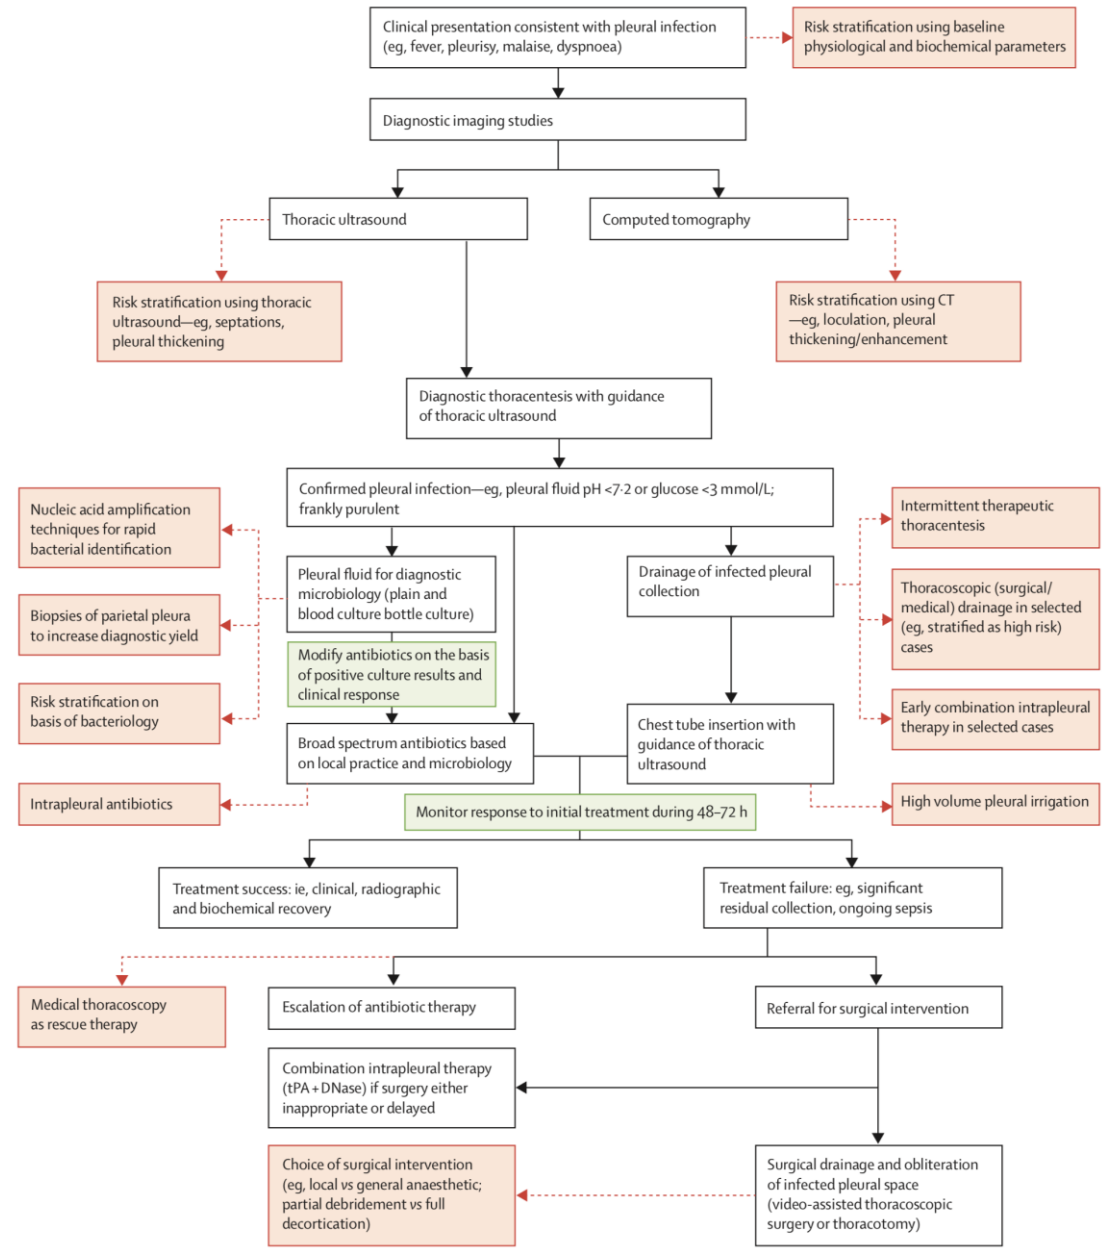 Clinical presentation consistent with pleural infection
(eg, fever, pleurisy, malaise, dyspnoea)
Risk stratification using baseline
physiological and biochemical parameters
Diagnostic imaging studies
Thoracic ultrasound
Computed tomography
Risk stratification using thoracic
ultrasound—eg, septations,
pleural thickening
Risk stratification using CT
—eg, loculation, pleural
thickening/enhancement
Diagnostic thoracentesis with guidance
of thoracic ultrasound
Confirmed pleural infection—eg, pleural fluid pH <7·2 or glucose <3 mmol/L;
frankly purulent
Nucleic acid amplification
techniques for rapid
bacterial identification
Biopsies of parietal pleura
to increase diagnostic yield
Risk stratification on
basis of bacteriology
Intrapleural antibiotics
Pleural fluid for diagnostic
microbiology (plain and
blood culture bottle culture)
Modify antibiotics on the basis
of positive culture results and
clinical response
Broad spectrum antibiotics based
on local practice and microbiology
Drainage of infected pleural
collection
Chest tube insertion with
guidance of thoracic
ultrasound
Intermittent therapeutic
thoracentesis
Thoracoscopic (surgical/
medical) drainage in selected
(eg, stratified as high risk)
cases
Early combination intrapleural
therapy in selected cases
High volume pleural irrigation
Monitor response to initial treatment during 48–72 h
Treatment success: ie, clinical, radiographic
and biochemical recovery
Treatment failure: eg, significant
residual collection, ongoing sepsis
Medical thoracoscopy
as rescue therapy
Escalation of antibiotic therapy
Referral for surgical intervention
Combination intrapleural therapy
(tPA + DNase) if surgery either
inappropriate or delayed
Choice of surgical intervention
(eg, local vs general anaesthetic;
partial debridement vs full
decortication)
Surgical drainage and obliteration
of infected pleural space
(video-assisted thoracoscopic
surgery or thoracotomy)